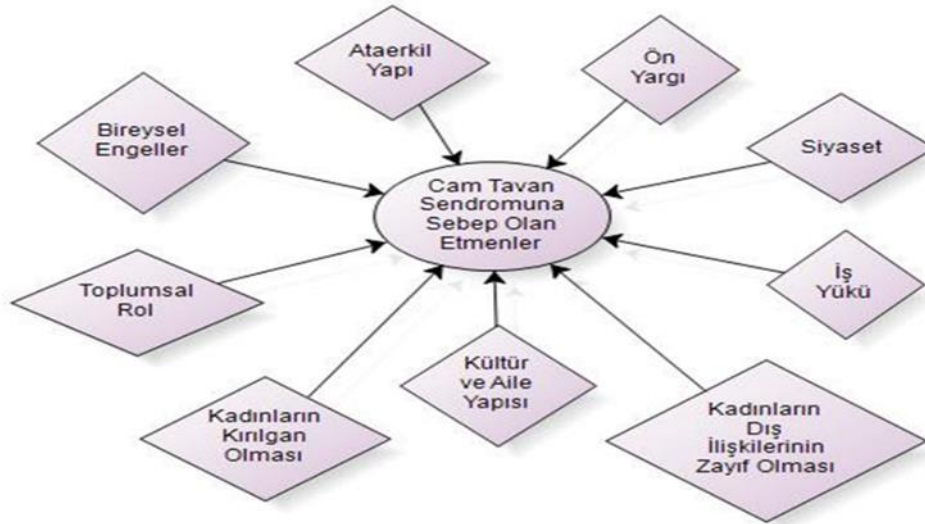 Ataerkil
Yapı
Ön
Yargı
Bireysel
Engeller
Siyaset
Cam Tavan
Sendromuna
Sebep Olan
Etmenler
Toplumsal
Rol
İş
Yükü
Kültür
ve Aile
Yapısı
Kadınların
Kırılgan
Olması
Kadınların
Dış
İlişkilerinin
Zayıf Olması